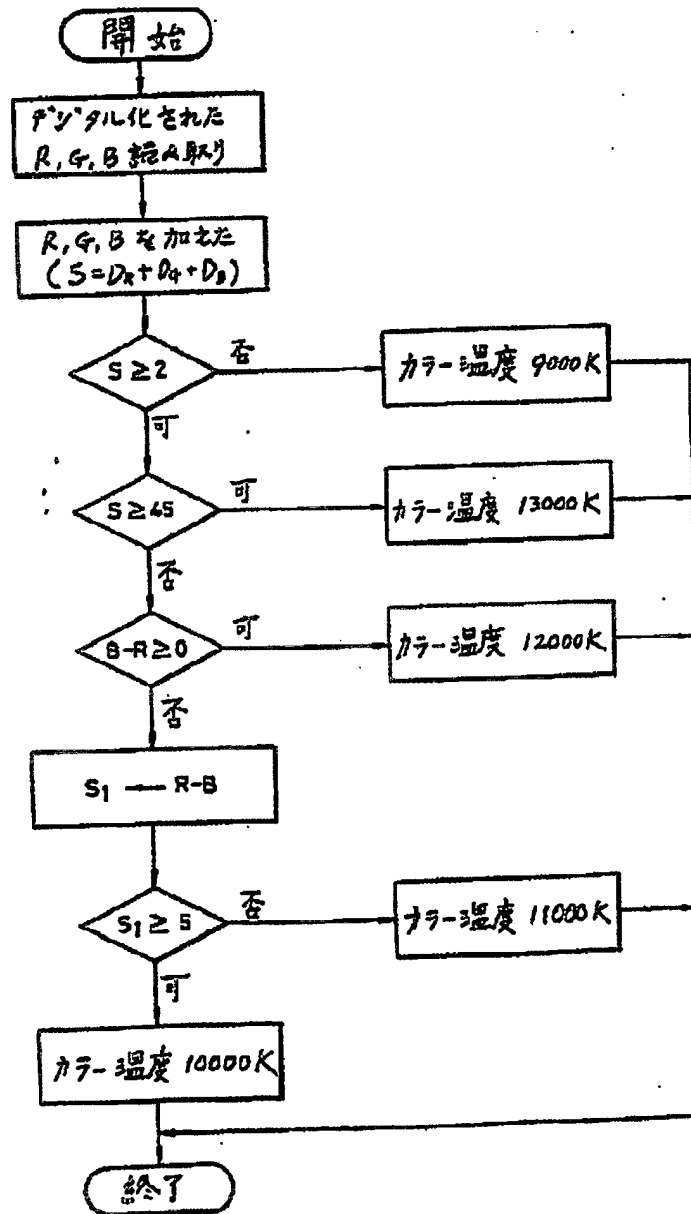 開始
デジタル化された
R, G, B 読み取り
R, G, B を加えた
(S=DR+DG+DB)
S≥2
否
カラー温度 9000K
可
S≥45
可
カラー温度 13000K
否
B-R≥0
可
カラー温度 12000K
否
S1 ← R-B
S1≥5
否
カラー温度 11000K
可
カラー温度 10000K
終了